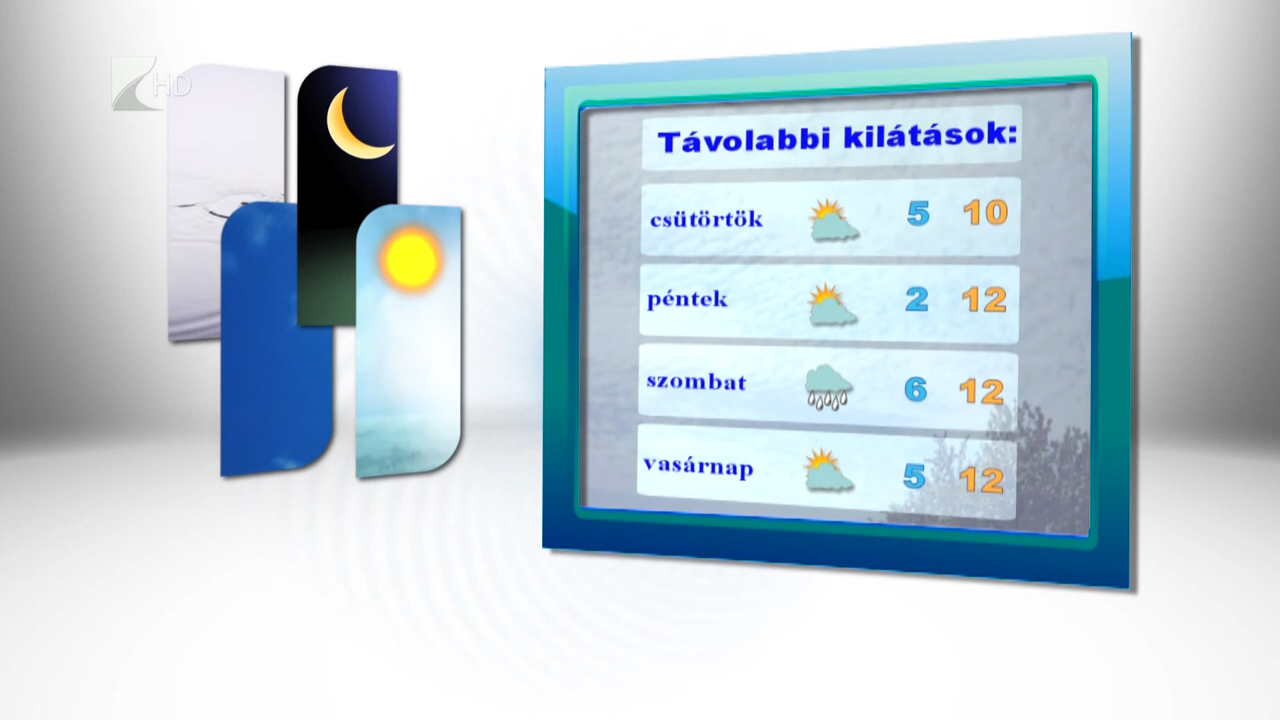 HD
Távolabbi kilátások:
csütörtök 5 10
péntek 2 12
szombat 6 12
vasárnap 5 12